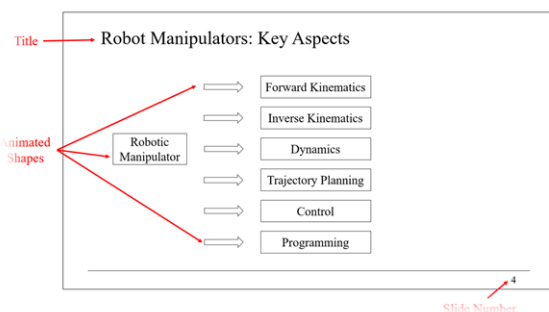 Title
Robot Manipulators: Key Aspects
Forward Kinematics
Inverse Kinematics
Animated
Shapes
Robotic
Manipulator
Dynamics
Trajectory Planning
Control
Programming
4
Slide Number